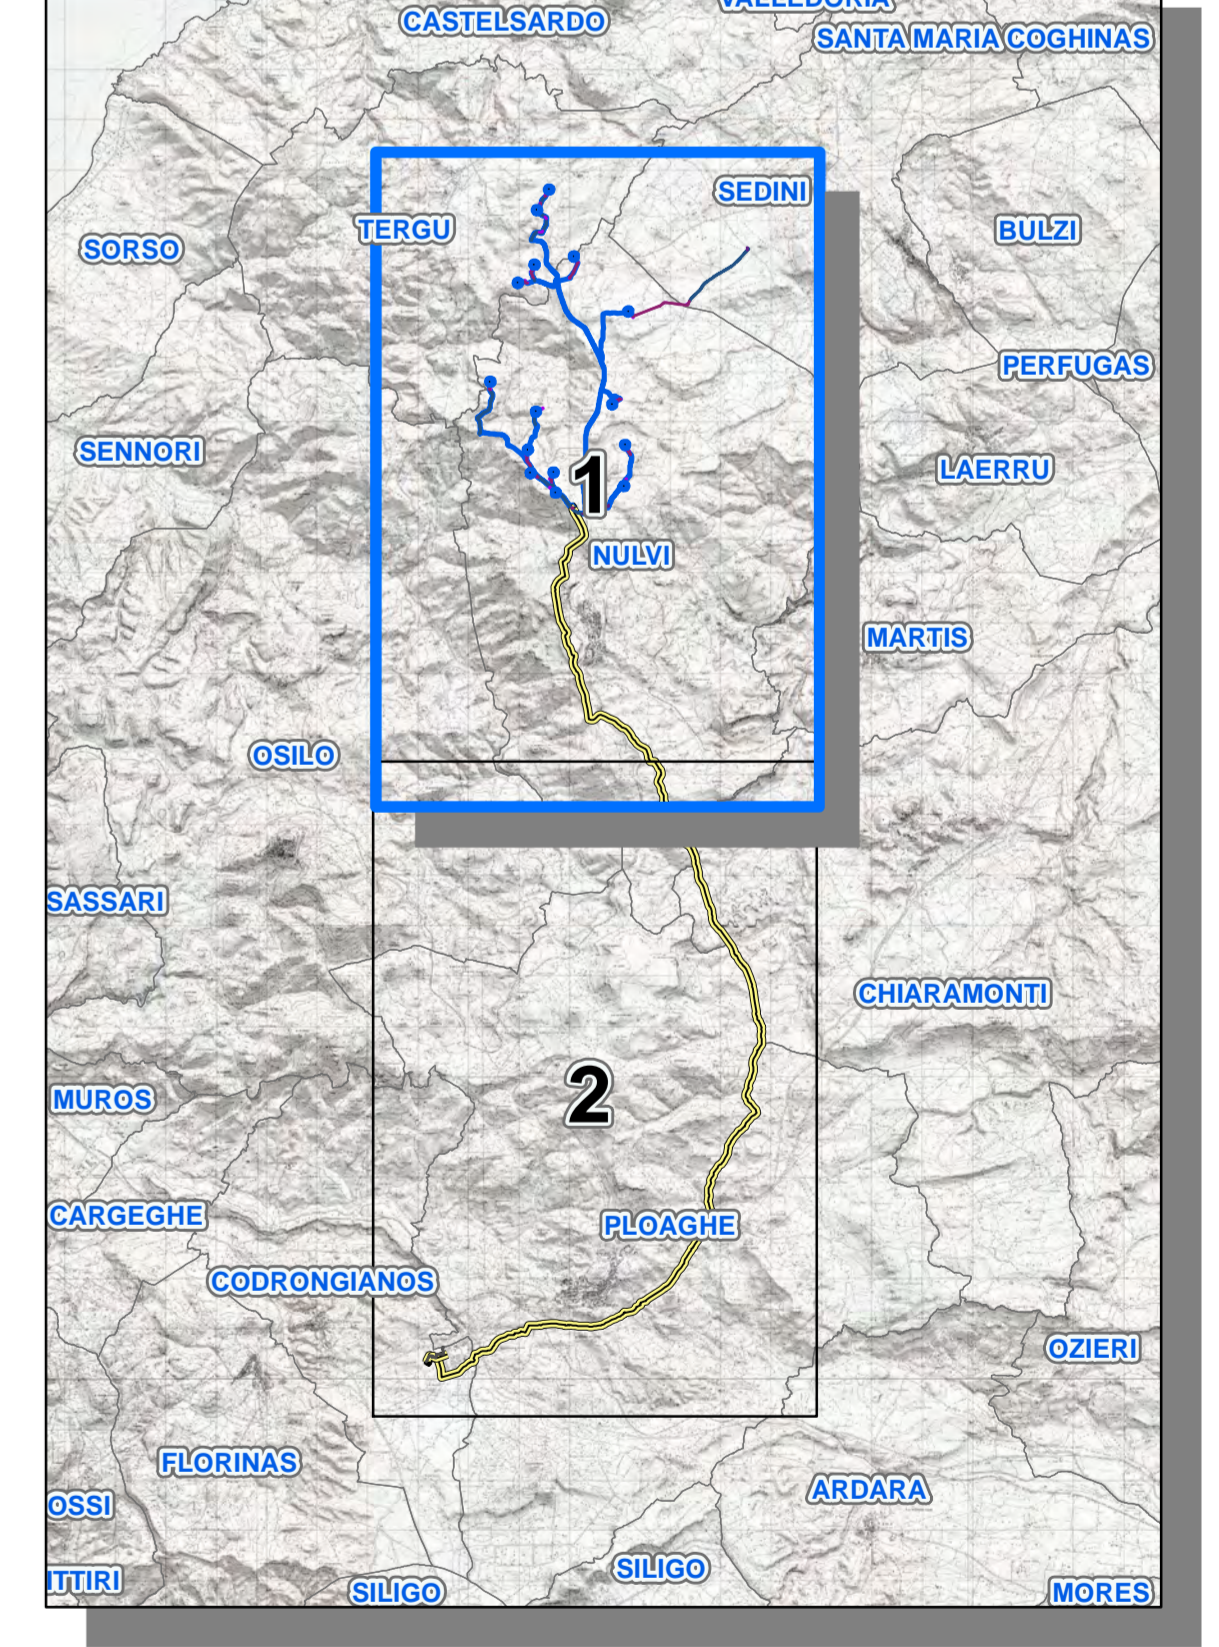 VALLEDORIA
CASTELSARDO
SANTA MARIA COGHINAS
SEDINI
TERGU
BULZI
SORSO
PERFUGAS
SENNORI
LAERRU
1
NULVI
MARTIS
OSILO
SASSARI
CHIARAMONTI
2
MUROS
CARGEGHE
PLOAGHE
CODRONGIANOS
OZIERI
FLORINAS
ARDARA
OSSI
SILIGO
ITTIRI
SILIGO
MORES